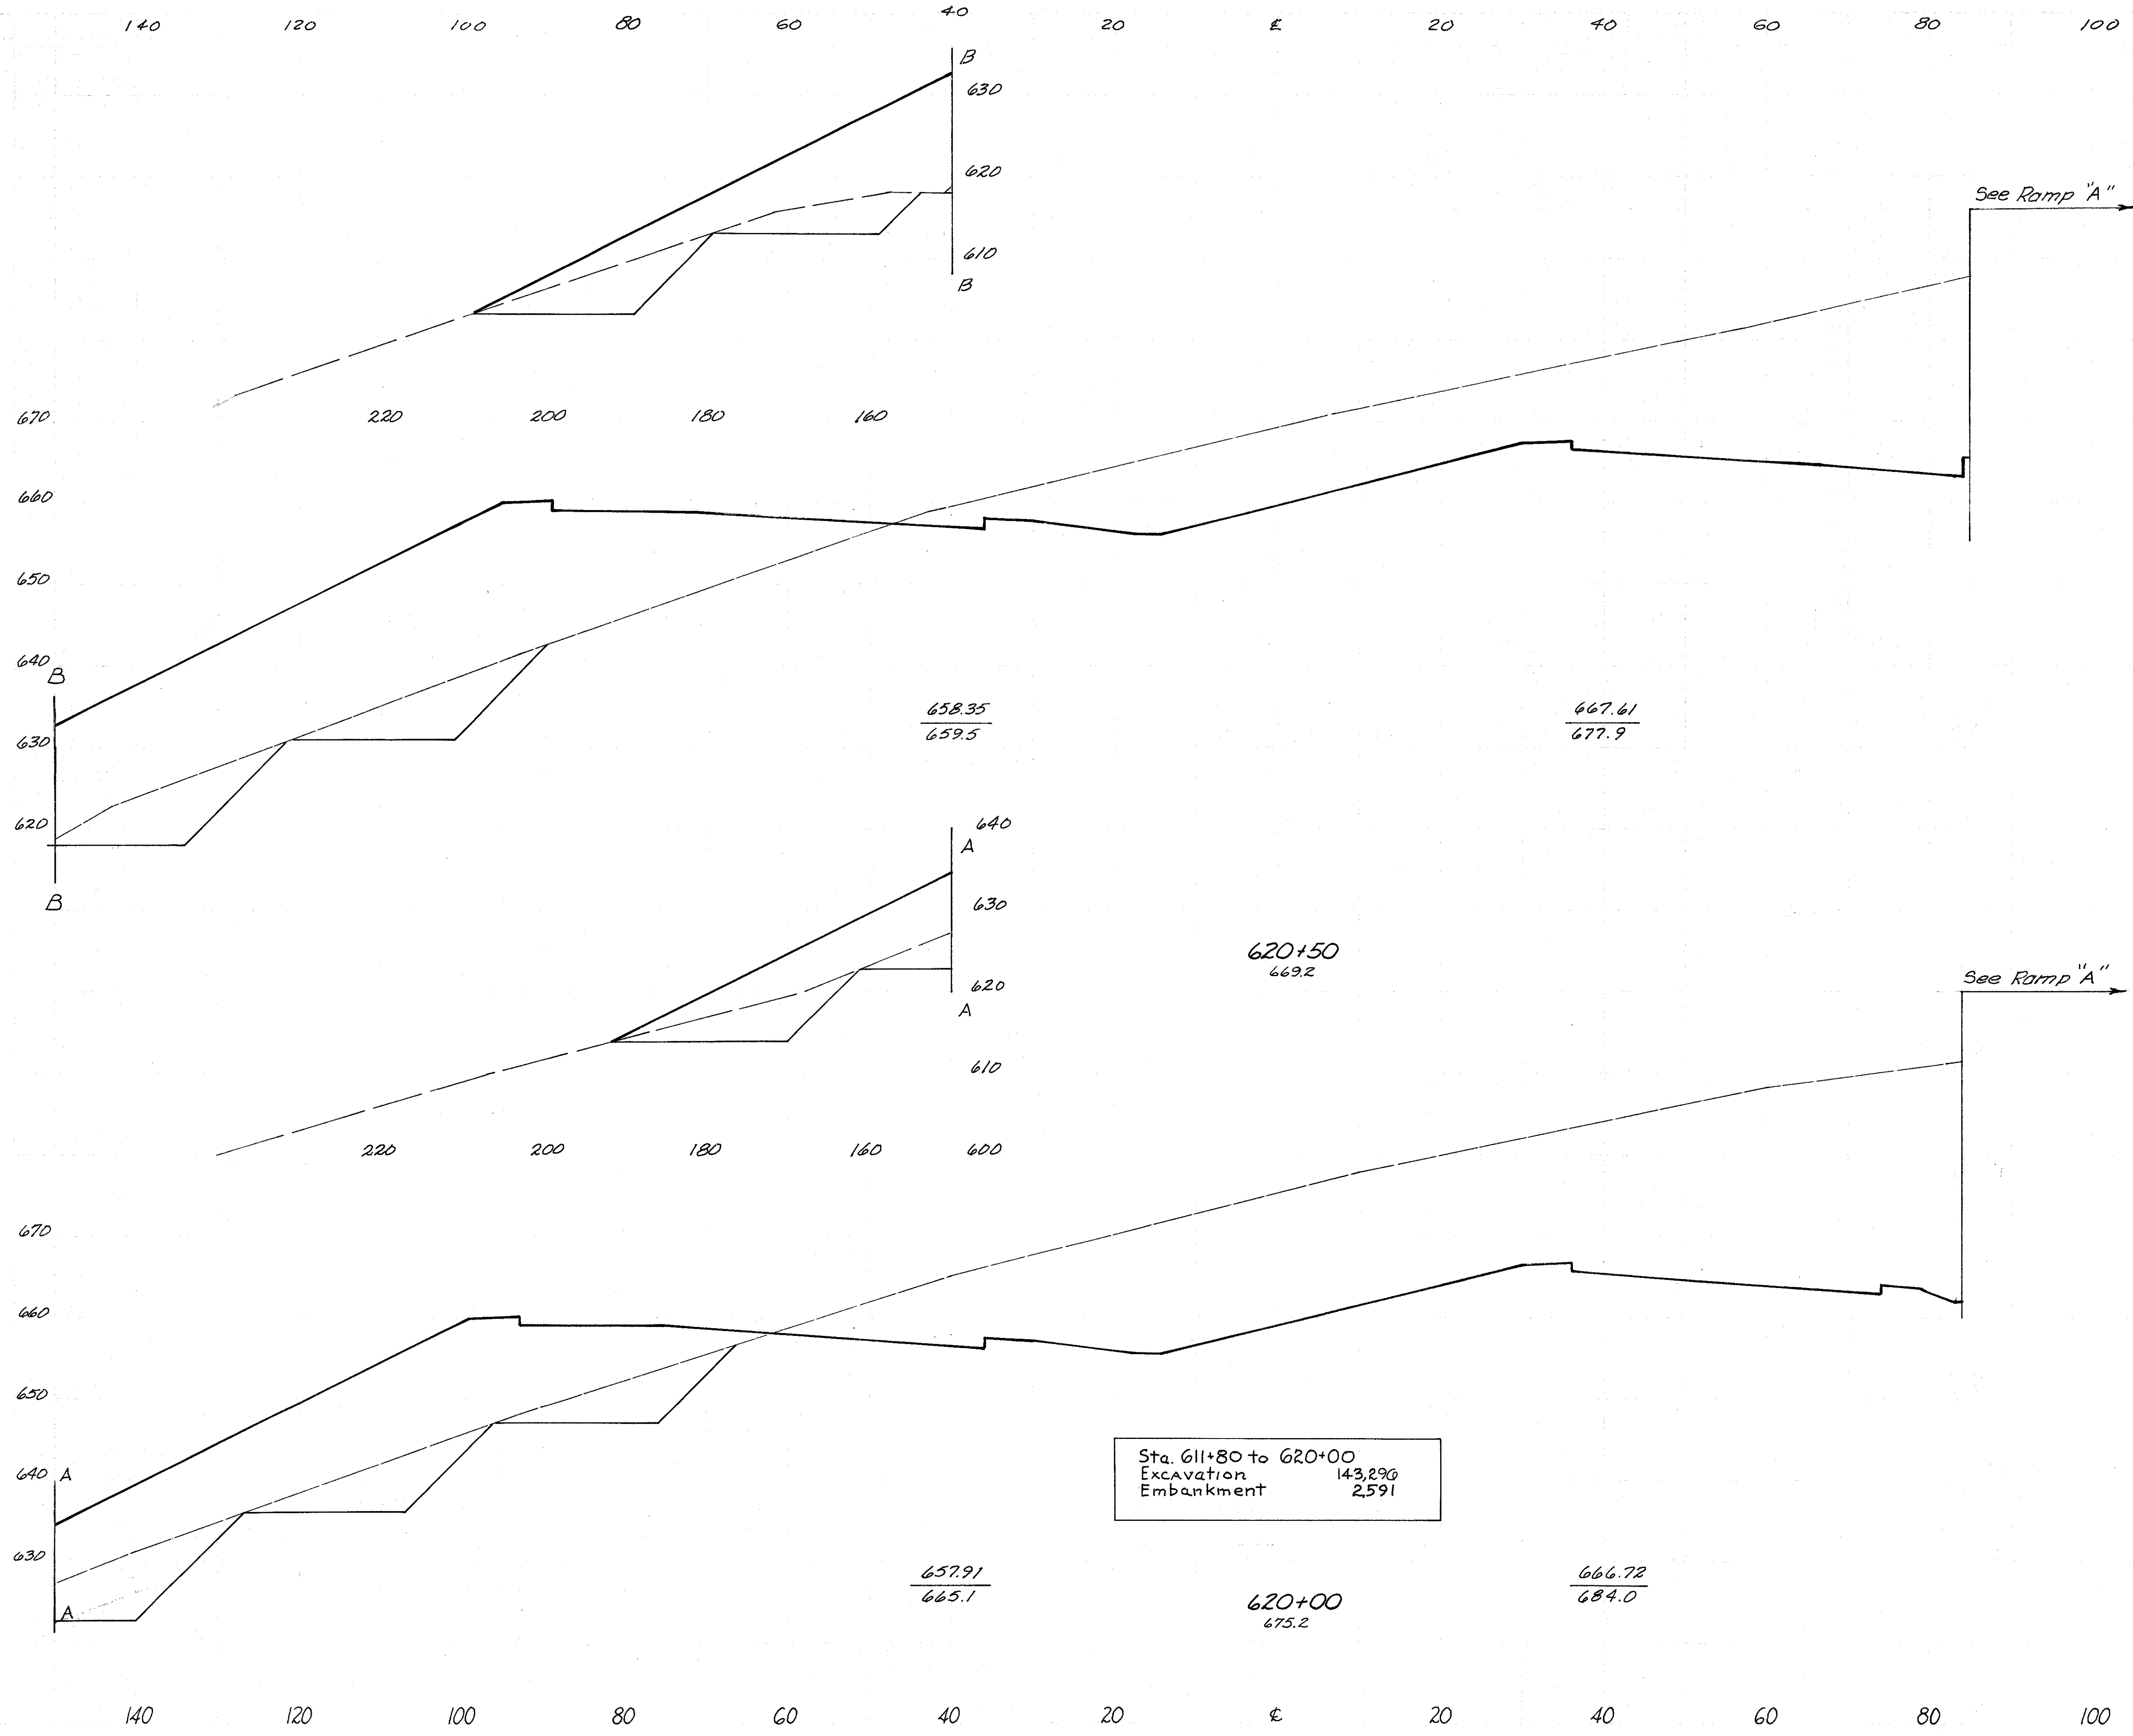 140 120 100 80 60 40 20 ℄ 20 40 60 80 100
B
630
620
See Ramp "A"
610
B
670 220 200 180 160
660
650
640
B
658.35 667.61
630
659.5 677.9
620
640
A
B
630
620+50
669.2
See Ramp "A"
620
A
610
220 200 180 160 600
670
660
650
Sta. 611+80 to 620+00
640 A
Excavation 143,296
Embankment 2,591
630
657.91 666.72
665.1 684.0
620+00
A
675.2
140 120 100 80 60 40 20 ℄ 20 40 60 80 100